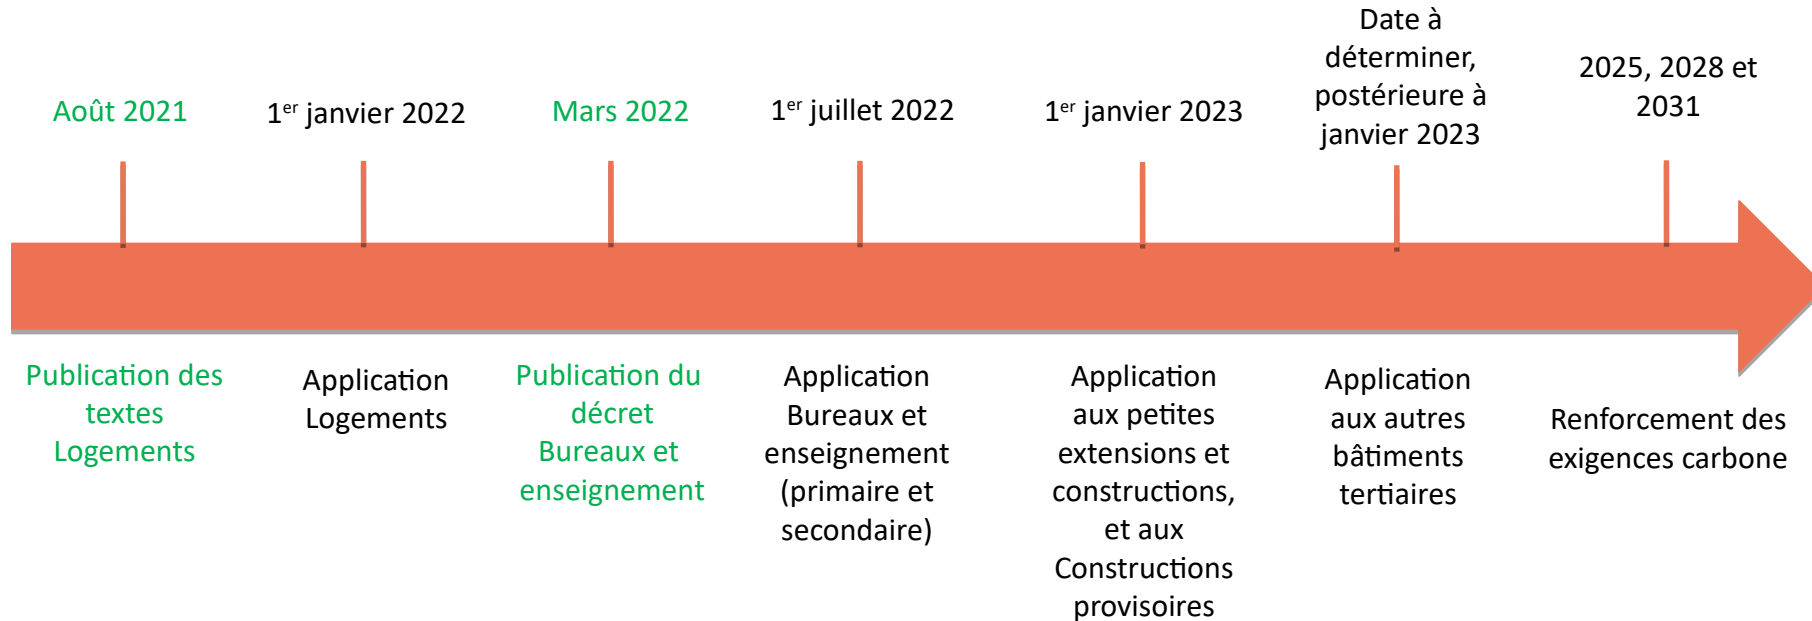 Août 2021
1er janvier 2022
Mars 2022
1er juillet 2022
1er janvier 2023
Date à
déterminer,
postérieure à
janvier 2023
2025, 2028 et
2031
Publication des
textes
Logements
Application
Logements
Publication du
décret
Bureaux et
enseignement
Application
Bureaux et
enseignement
(primaire et
secondaire)
Application
aux petites
extensions et
constructions,
et aux
Constructions
provisoires
Application
aux autres
bâtiments
tertiaires
Renforcement des
exigences carbone